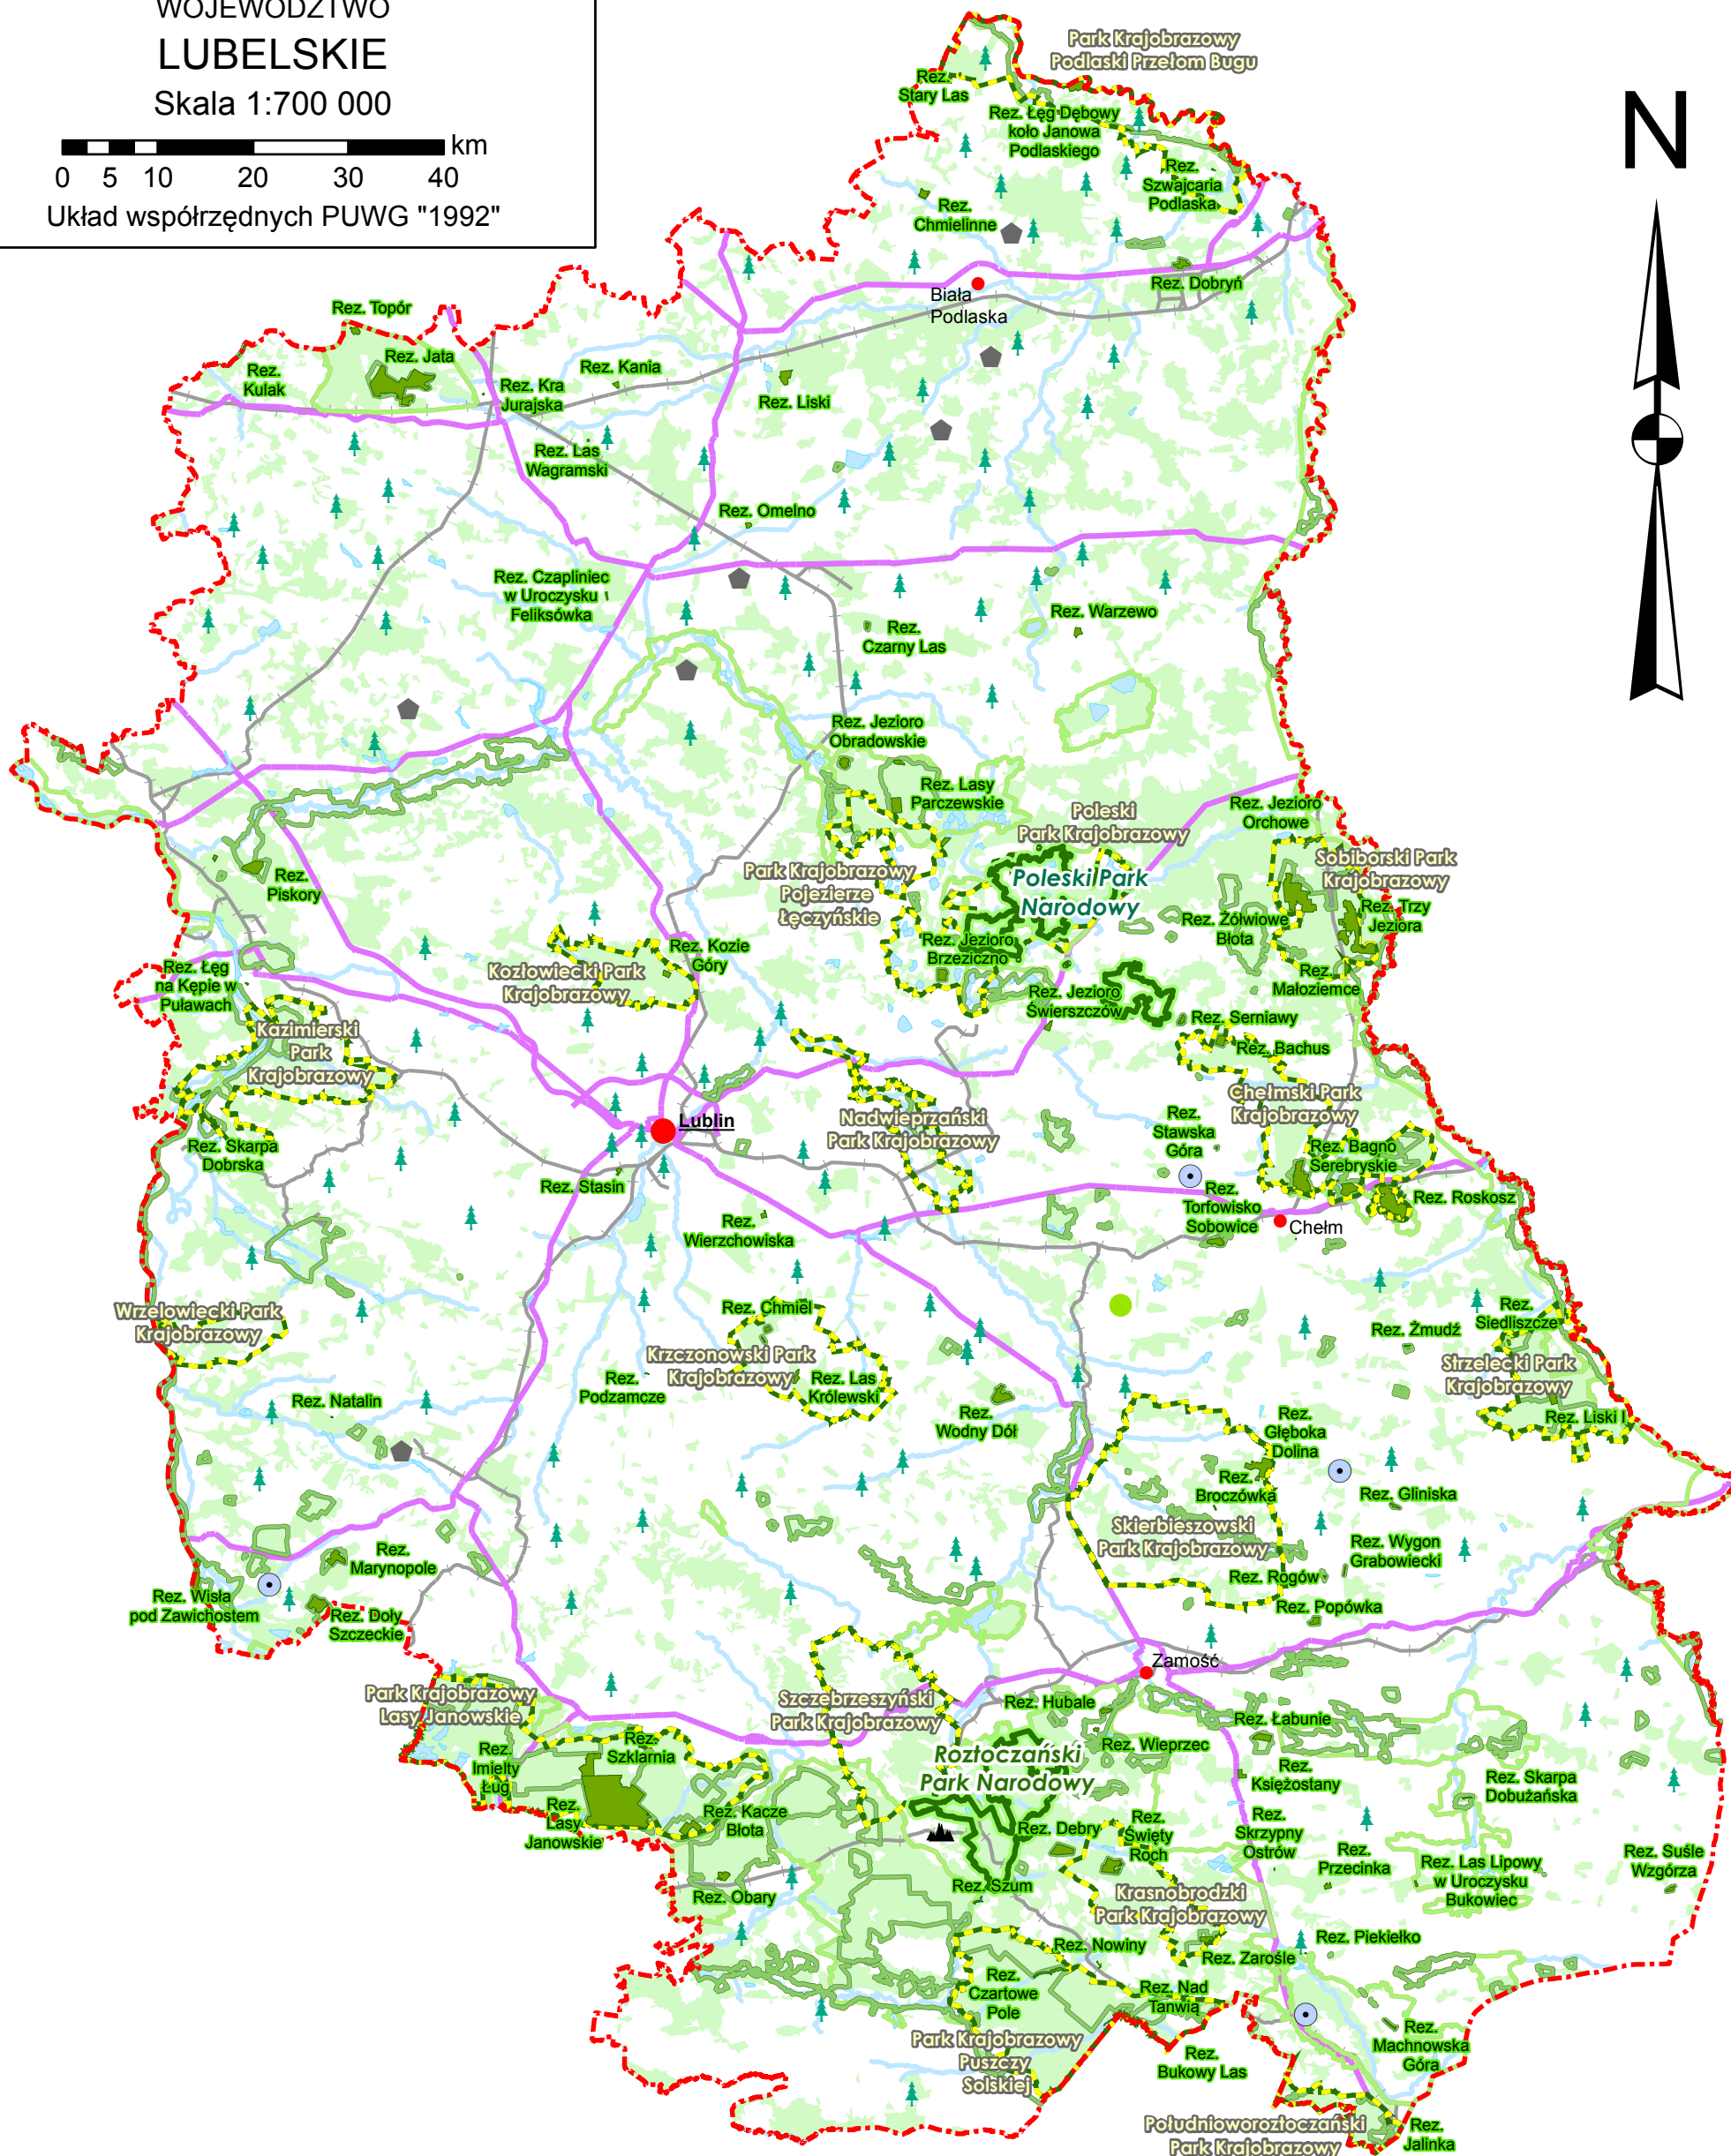 WOJEWÓDZTWO
LUBELSKIE
Skala 1:700 000
km
0 5 10 20 30 40
Układ współrzędnych PUWG "1992"
N
Park Krajobrazowy
Podlaski Przełom Bugu
Rez.
Stary Las
Rez. Łęg Dębowy
koło Janowa
Podlaskiego
Rez.
Szwajcaria
Podlaska
Rez.
Chmielinne
Rez. Dobryń
Biała
Podlaska
Rez. Topór
Rez. Jata
Rez.
Kulak
Rez. Kania
Rez. Kra
Jurajska
Rez. Liski
Rez. Las
Wagramski
Rez. Omelno
Rez. Czapliniec
w Uroczysku
Feliksówka
Rez. Warzewo
Rez.
Czarny Las
Rez. Jezioro
Obradowskie
Rez. Lasy
Parczewskie
Poleski
Park Krajobrazowy
Rez. Jezioro
Orchowe
Sobiborski Park
Krajobrazowy
Park Krajobrazowy
Pojezierze
Łęczyńskie
Poleski Park
Narodowy
Rez. Piskory
Rez. Żółwiowe
Błota
Rez. Trzy
Jeziora
Rez. Jezioro
Brzeziczno
Rez. Kozie
Góry
Kozłowiecki Park
Krajobrazowy
Rez. Łęg
na Kępie w
Puławach
Rez.
Małoziemce
Rez. Jezioro
Świerszczów
Rez. Serniawy
Kazimierski
Park
Krajobrazowy
Rez. Bachus
Chełmski Park
Krajobrazowy
Nadwieprzański
Park Krajobrazowy
Lublin
Rez.
Stawska
Góra
Rez. Skarpa
Dobrska
Rez. Bagno
Serebryskie
Rez. Stasin
Rez.
Torfowisko
Sobowice
Rez. Roskosz
Chełm
Rez.
Wierzchowiska
Wrzelowiecki Park
Krajobrazowy
Rez. Chmiel
Rez.
Siedliszcze
Rez. Żmudź
Krzczonowski Park
Krajobrazowy
Strzelecki Park
Krajobrazowy
Rez.
Podzamcze
Rez. Las
Królewski
Rez. Natalin
Rez.
Wodny Dół
Rez.
Głęboka
Dolina
Rez. Liski I
Rez.
Broczówka
Rez. Gliniska
Skierbieszowski
Park Krajobrazowy
Rez. Wygon
Grabowiecki
Rez.
Marynopole
Rez. Rogów
Rez. Wisła
pod Zawichostem
Rez. Doły
Szczeckie
Rez. Popówka
Zamość
Park Krajobrazowy
Lasy Janowskie
Szczebrzeszyński
Park Krajobrazowy
Rez. Hubale
Rez. Łabunie
Rez.
Szklarnia
Rez.
Imielty
Ług
Roztoczański
Park Narodowy
Rez. Wieprzec
Rez.
Księżostany
Rez. Skarpa
Dobużańska
Rez.
Lasy
Janowskie
Rez. Kacze
Błota
Rez. Debry
Rez.
Święty
Roch
Rez.
Skrzypny
Ostrów
Rez.
Przecinka
Rez. Las Lipowy
w Uroczysku
Bukowiec
Rez. Suśle
Wzgórza
Rez. Obary
Rez. Szum
Krasnobrodzki
Park Krajobrazowy
Rez. Nowiny
Rez. Piekiełko
Rez. Zarośle
Rez.
Czartowe
Pole
Rez. Nad
Tanwią
Park Krajobrazowy
Puszczy
Solskiej
Rez.
Bukowy Las
Rez.
Machnowska
Góra
Południoworoztoczański
Park Krajobrazowy
Rez.
Jalinka